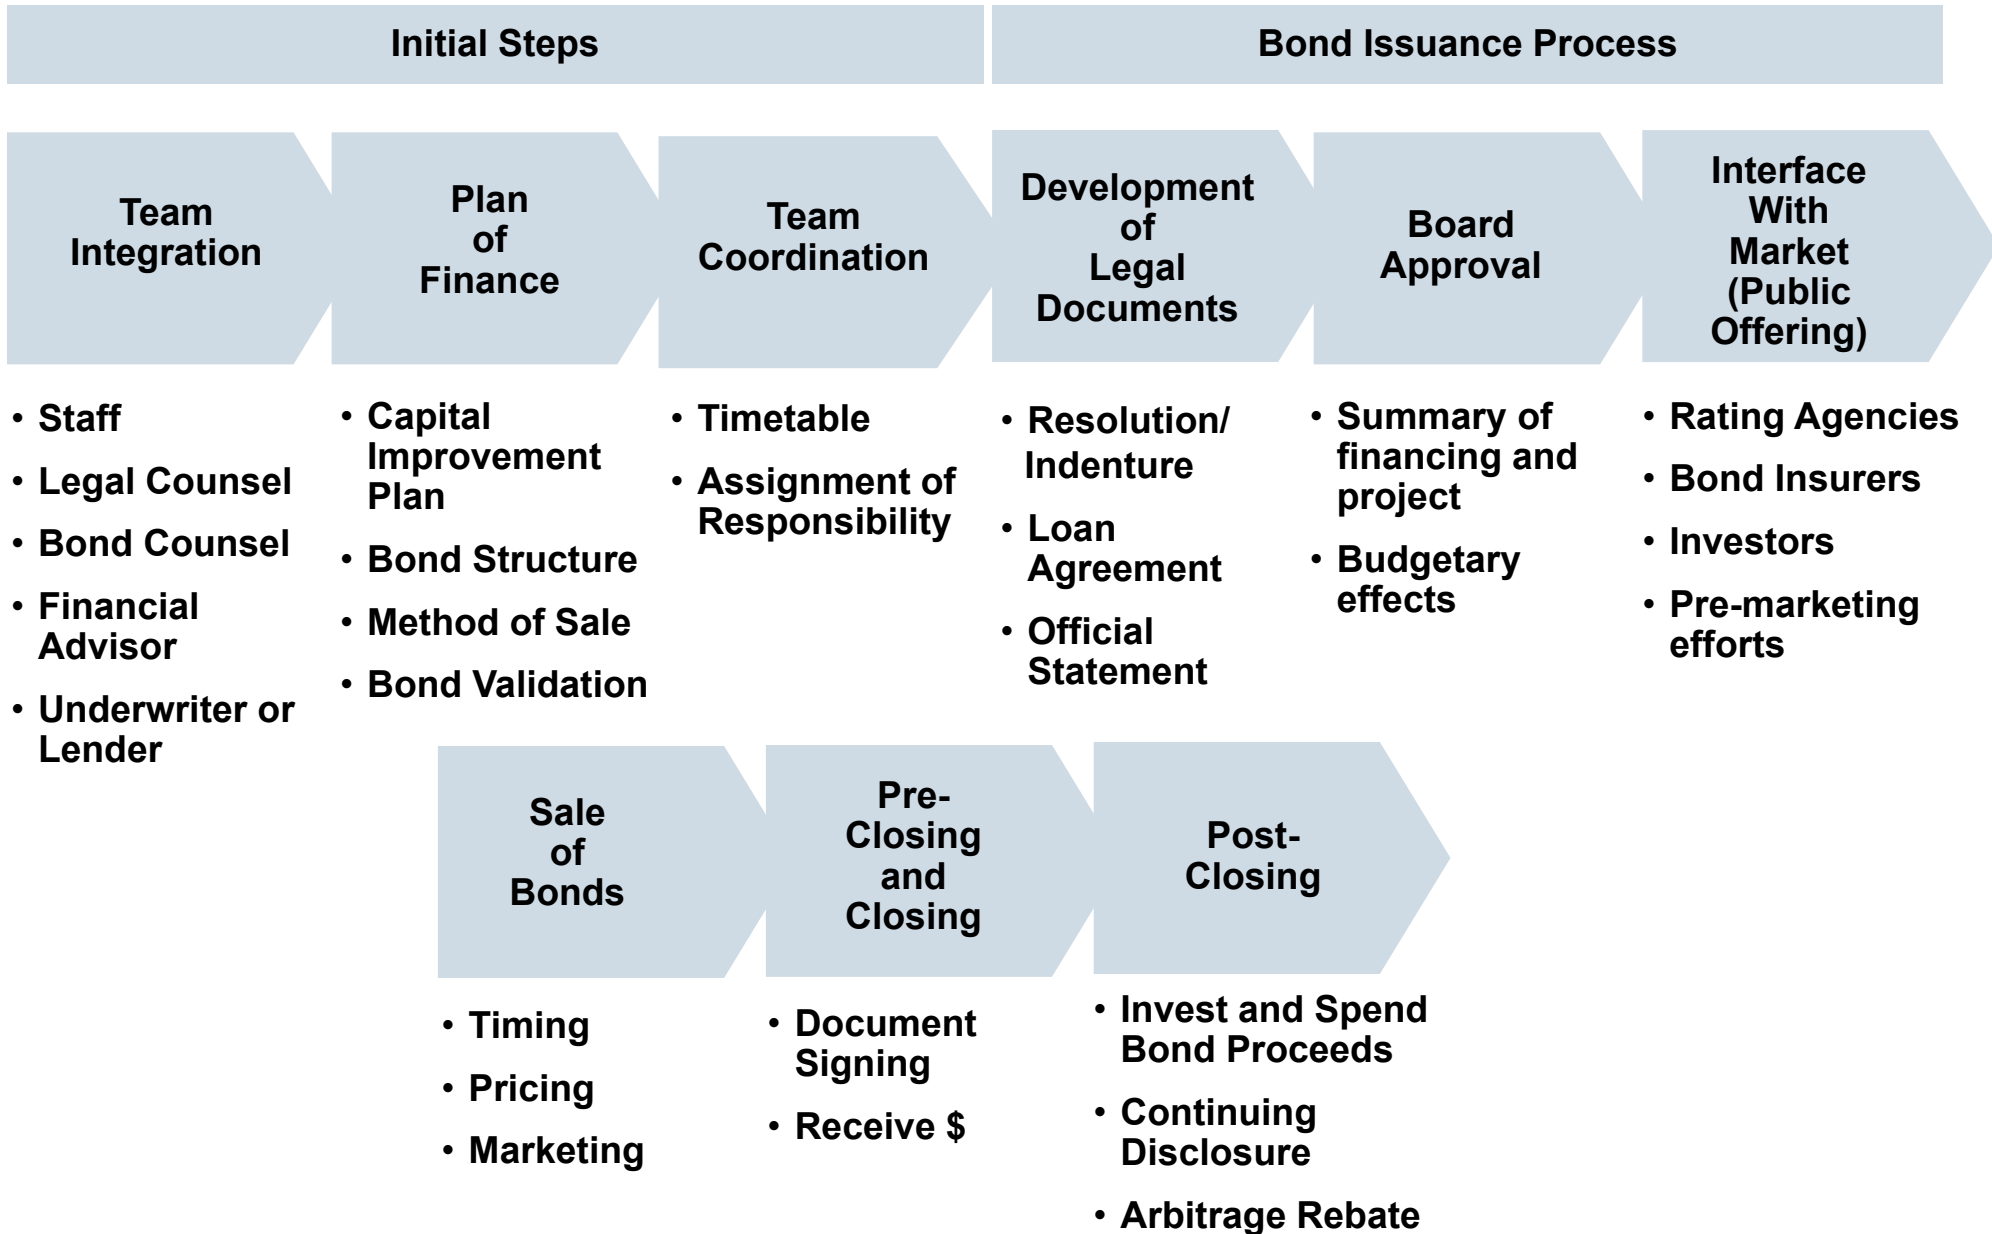 Initial Steps
Bond Issuance Process
Team
Integration
Plan
of
Finance
Team
Coordination
Development
of
Legal
Documents
Board
Approval
Interface
With
Market
(Public
Offering)
• Staff
• Legal Counsel
• Bond Counsel
• Financial
Advisor
• Underwriter or
Lender
• Capital
Improvement
Plan
• Bond Structure
• Method of Sale
• Bond Validation
• Timetable
• Assignment of
Responsibility
• Resolution/
Indenture
• Loan
Agreement
• Official
Statement
• Summary of
financing and
project
• Budgetary
effects
• Rating Agencies
• Bond Insurers
• Investors
• Pre-marketing
efforts
Sale
of
Bonds
Pre-
Closing
and
Closing
Post-
Closing
• Timing
• Pricing
• Marketing
• Document
Signing
• Receive $
• Invest and Spend
Bond Proceeds
• Continuing
Disclosure
• Arbitrage Rebate